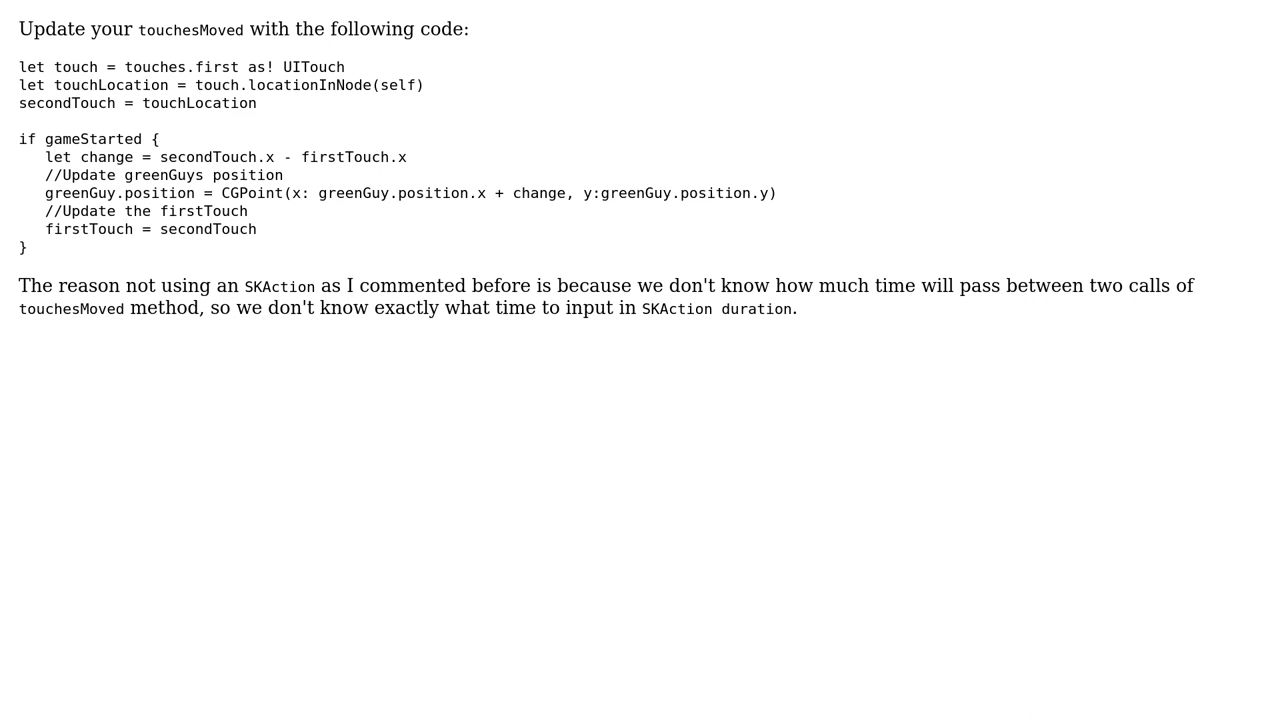 Update your touchesMoved with the following code:
let touch = touches.first as! UITouch
let touchLocation = touch.locationInNode(self)
secondTouch = touchLocation
if gameStarted {
   let change = secondTouch.x - firstTouch.x
   //Update greenGuys position
   greenGuy.position = CGPoint(x: greenGuy.position.x + change, y:greenGuy.position.y)
   //Update the firstTouch
   firstTouch = secondTouch
}
The reason not using an SKAction as I commented before is because we don't know how much time will pass between two calls of
touchesMoved method, so we don't know exactly what time to input in SKAction duration.